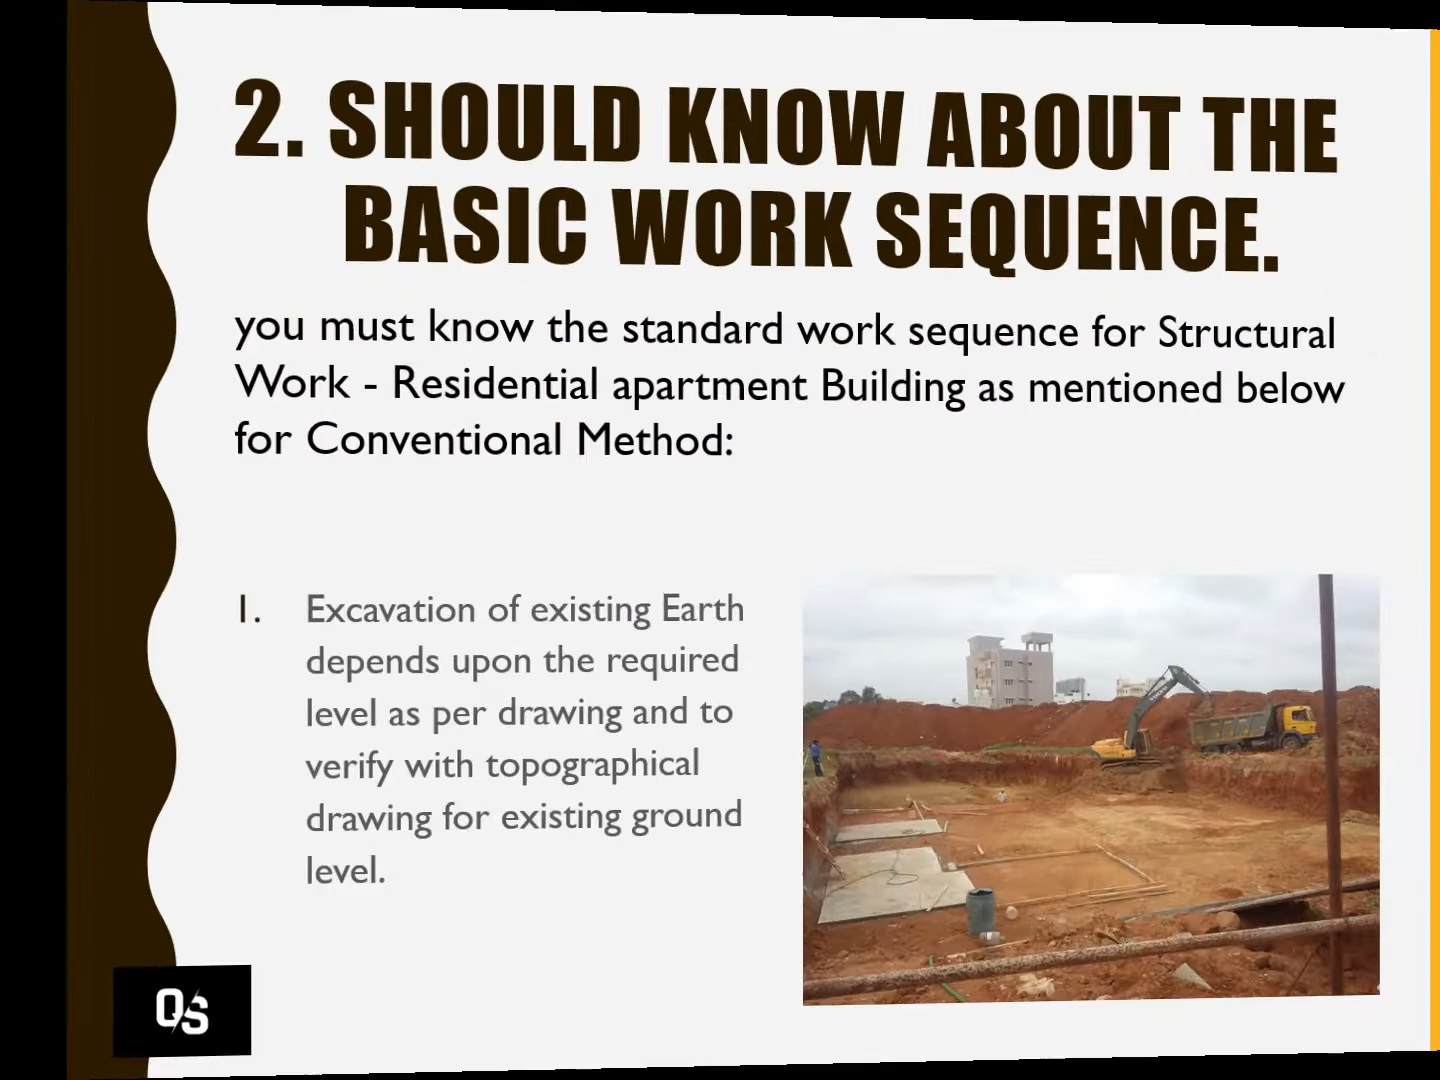 2. SHOULD KNOW ABOUT THE
BASIC WORK SEQUENCE.
you must know the standard work sequence for Structural
Work - Residential apartment Building as mentioned below
for Conventional Method:
1. Excavation of existing Earth
depends upon the required
level as per drawing and to
verify with topographical
drawing for existing ground
level.
QS